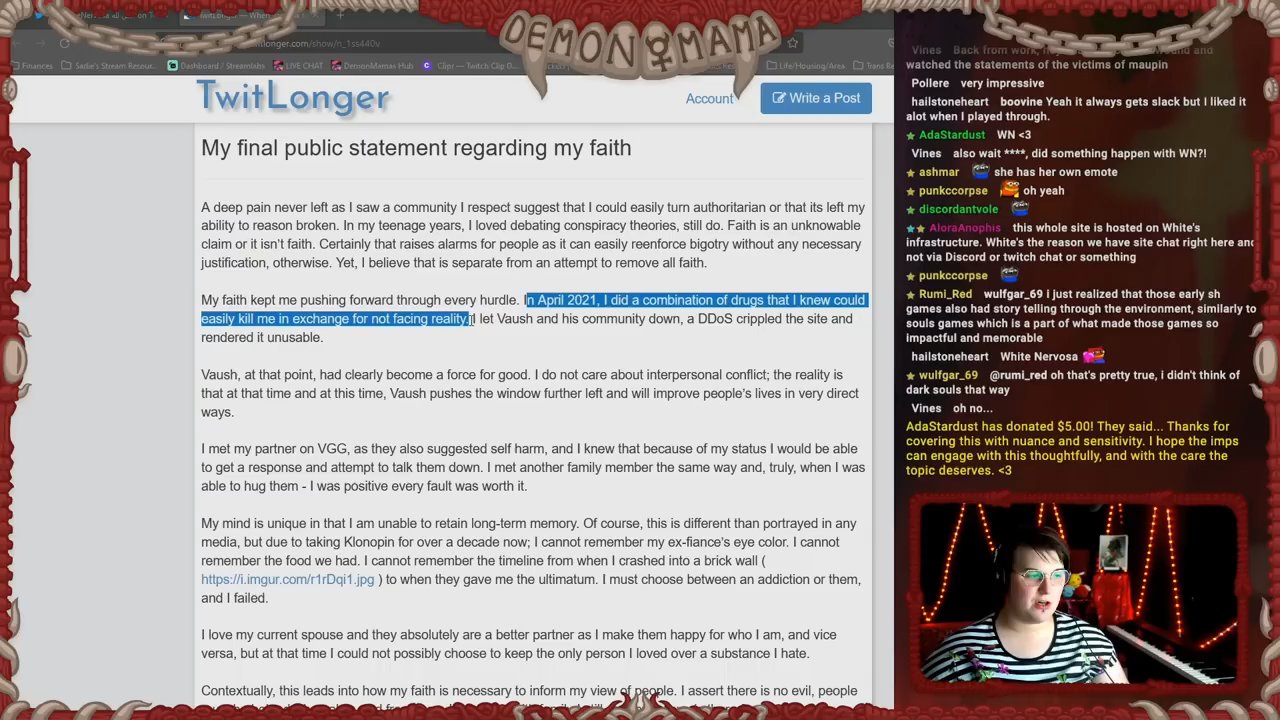 DEMON MAMA
Finances
Sadie's Stream Resou...
Dashboard / Streamlabs
LIVE CHAT
DemonMamas Hub
Life/Housing/Area
TwitLonger
Account
Write a Post
My final public statement regarding my faith
A deep pain never left as I saw a community I respect suggest that I could easily turn authoritarian or that its left my
ability to reason broken. In my teenage years, I loved debating conspiracy theories, still do. Faith is an unknowable
claim or it isn't faith. Certainly that raises alarms for people as it can easily reenforce bigotry without any necessary
justification, otherwise. Yet, I believe that is separate from an attempt to remove all faith.
My faith kept me pushing forward through every hurdle. In April 2021, I did a combination of drugs that I knew could
easily kill me in exchange for not facing reality. I let Vaush and his community down, a DDoS crippled the site and
rendered it unusable.
Vaush, at that point, had clearly become a force for good. I do not care about interpersonal conflict; the reality is
that at that time and at this time, Vaush pushes the window further left and will improve people's lives in very direct
ways.
I met my partner on VGG, as they also suggested self harm, and I knew that because of my status I would be able
to get a response and attempt to talk them down. I met another family member the same way and, truly, when I was
able to hug them - I was positive every fault was worth it.
My mind is unique in that I am unable to retain long-term memory. Of course, this is different than portrayed in any
media, but due to taking Klonopin for over a decade now; I cannot remember my ex-fiance's eye color. I cannot
remember the food we had. I cannot remember the timeline from when I crashed into a brick wall (
https://i.imgur.com/r1rDqi1.jpg ) to when they gave me the ultimatum. I must choose between an addiction or them,
and I failed.
I love my current spouse and they absolutely are a better partner as I make them happy for who I am, and vice
versa, but at that time I could not possibly choose to keep the only person I loved over a substance I hate.
Contextually, this leads into how my faith is necessary to inform my view of people. I assert there is no evil, people
watched the statements of the victims of maupin
Pollere very impressive
hailstoneheart boovine Yeah it always gets slack but I liked it
alot when I played through.
AdaStardust WN <3
Vines also wait ****, did something happen with WN?!
ashmar she has her own emote
punkccorpse oh yeah
discordantvole
AloraAnophis this whole site is hosted on White's
infrastructure. White's the reason we have site chat right here and
not via Discord or twitch chat or something
punkccorpse
Rumi_Red wulfgar_69 i just realized that those early sh
games also had story telling through the environment, similarly to
souls games which is a part of what made those games so
impactful and memorable
hailstoneheart White Nervosa
wulfgar_69 @rumi_red oh that's pretty true, i didn't think of
dark souls that way
Vines oh no...
AdaStardust has donated $5.00! They said... Thanks for
covering this with nuance and sensitivity. I hope the imps
can engage with this thoughtfully, and with the care the
topic deserves. <3